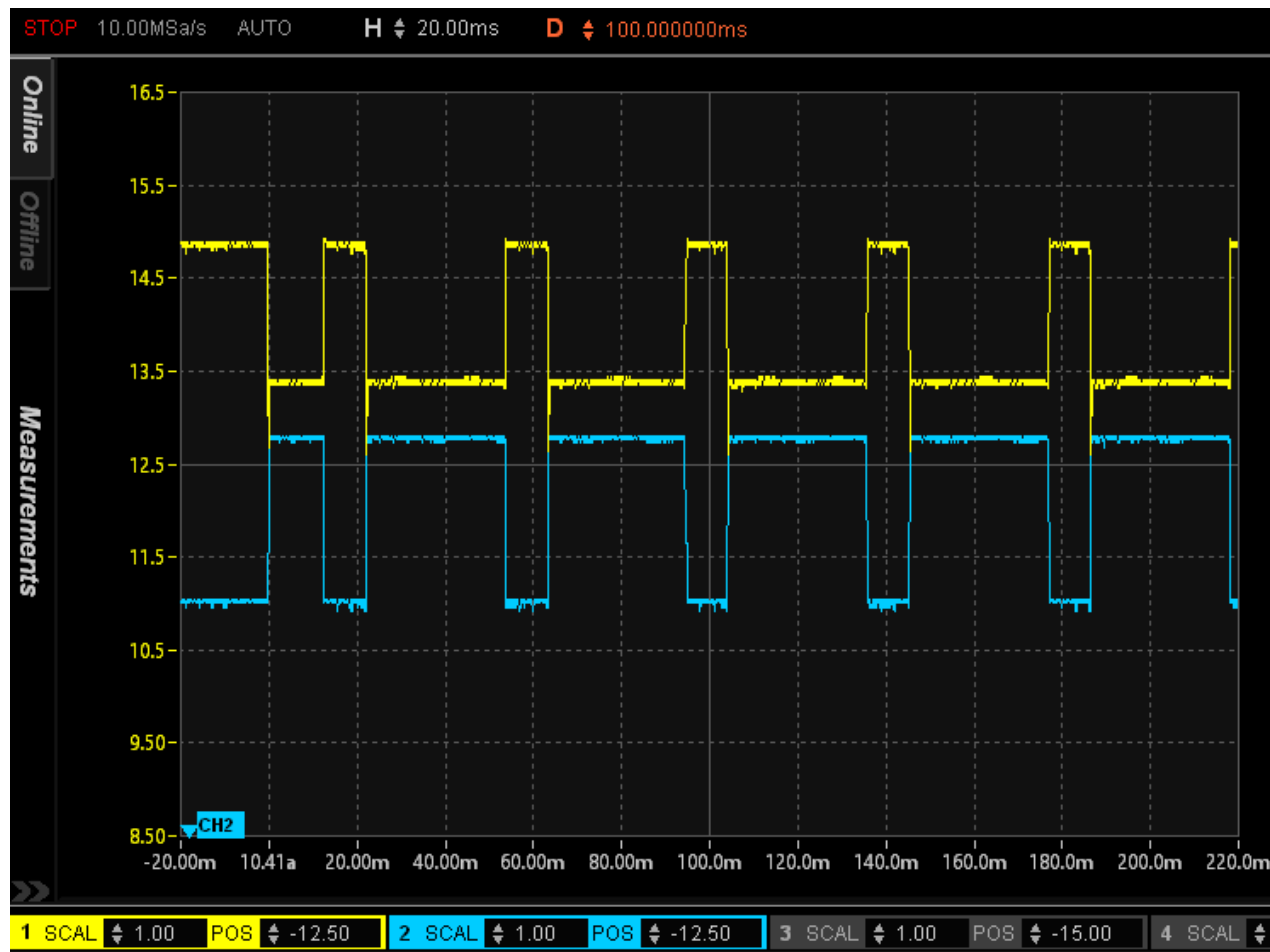 STOP 10.00MSa/s AUTO H 20.00ms D 100.000000ms
Online
Offline
Measurements
16.5
15.5
14.5
13.5
12.5
11.5
10.5
9.50
8.50
CH2
-20.00m 10.41a 20.00m 40.00m 60.00m 80.00m 100.0m 120.0m 140.0m 160.0m 180.0m 200.0m 220.0m
1 SCAL 1.00 POS -12.50 2 SCAL 1.00 POS -12.50 3 SCAL 1.00 POS -15.00 4 SCAL